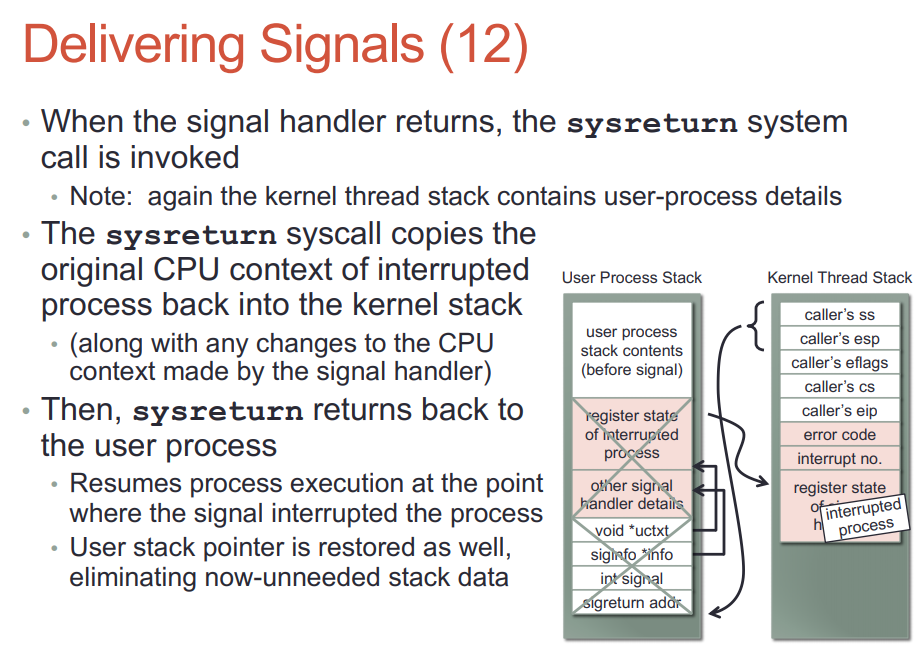 Delivering Signals (12)
• When the signal handler returns, the sysreturn system
call is invoked
• Note: again the kernel thread stack contains user-process details
• The sysreturn syscall copies the
original CPU context of interrupted
process back into the kernel stack
• (along with any changes to the CPU
context made by the signal handler)
• Then, sysreturn returns back to
the user process
• Resumes process execution at the point
where the signal interrupted the process
• User stack pointer is restored as well,
eliminating now-unneeded stack data
User Process Stack
user process
stack contents
(before signal)
register state
of interrupted
process
other signal
handler details
void *uctxt
siginfo *info
int signal
sigreturn addr
Kernel Thread Stack
caller's ss
caller's esp
caller's eflags
caller's cs
caller's eip
error code
interrupt no.
register state
of
interrupted
process